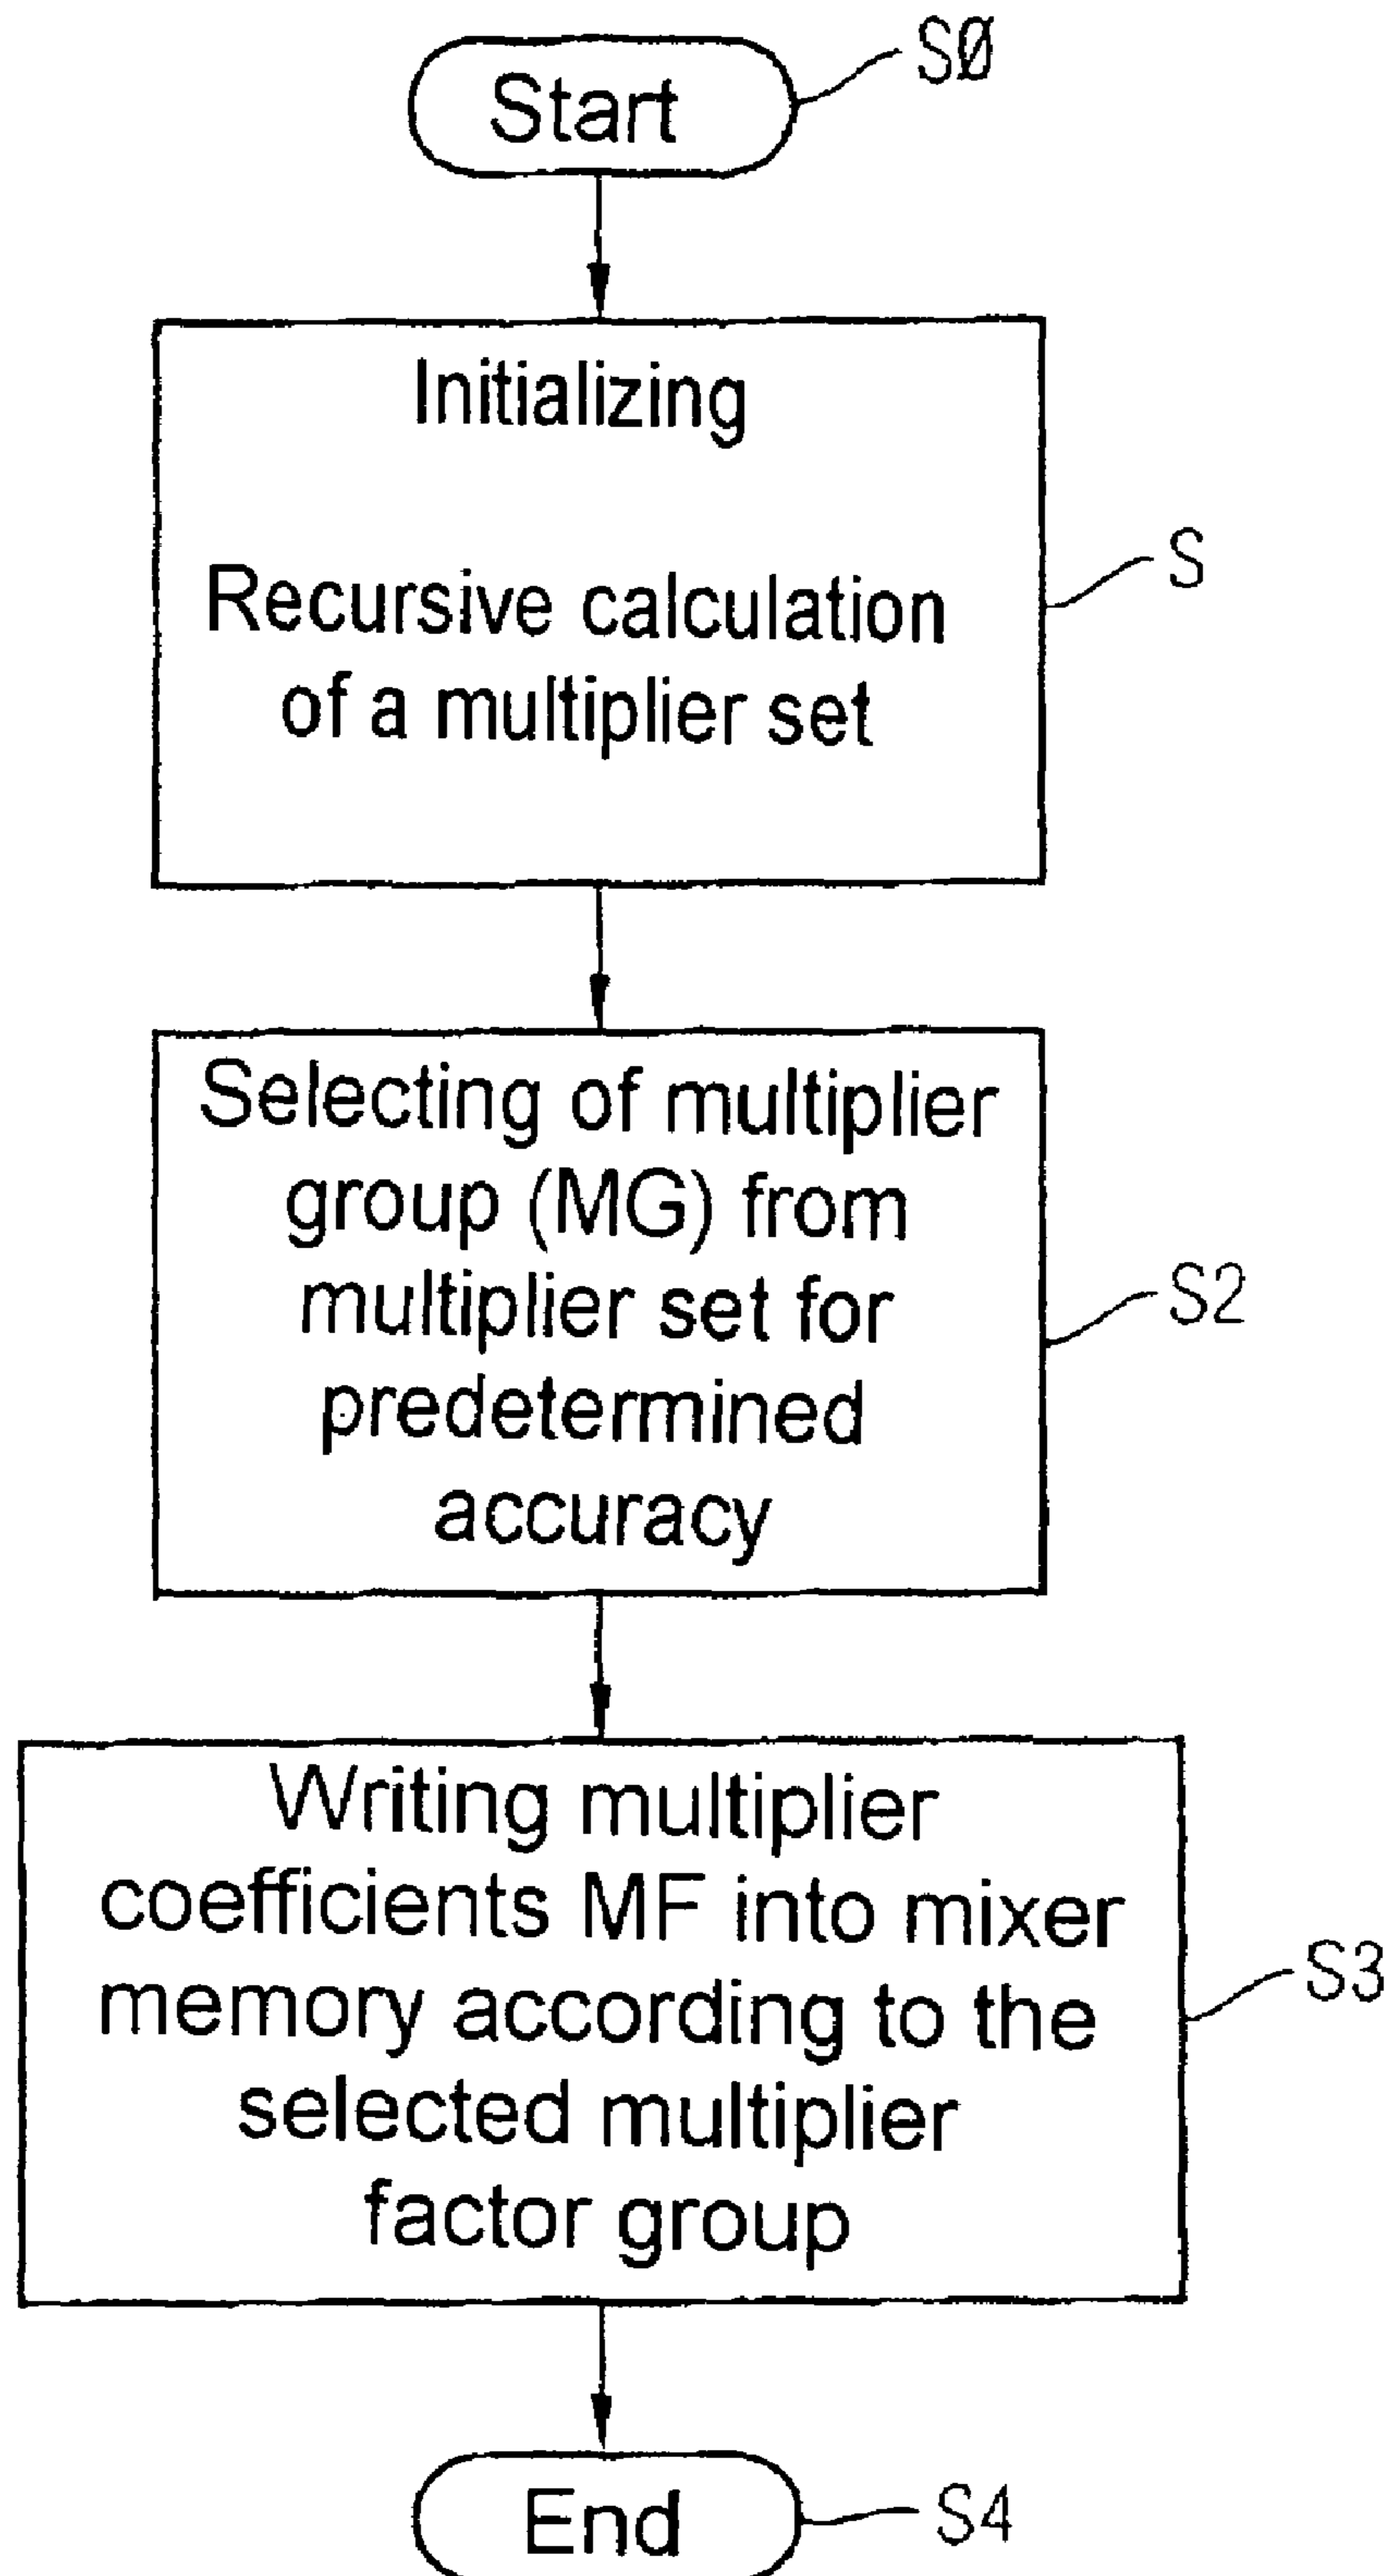 Start
SØ
Initializing
Recursive calculation
of a multiplier set
S
Selecting of multiplier
group (MG) from
multiplier set for
predetermined
accuracy
S2
Writing multiplier
coefficients MF into mixer
memory according to the
selected multiplier
factor group
S3
End
S4